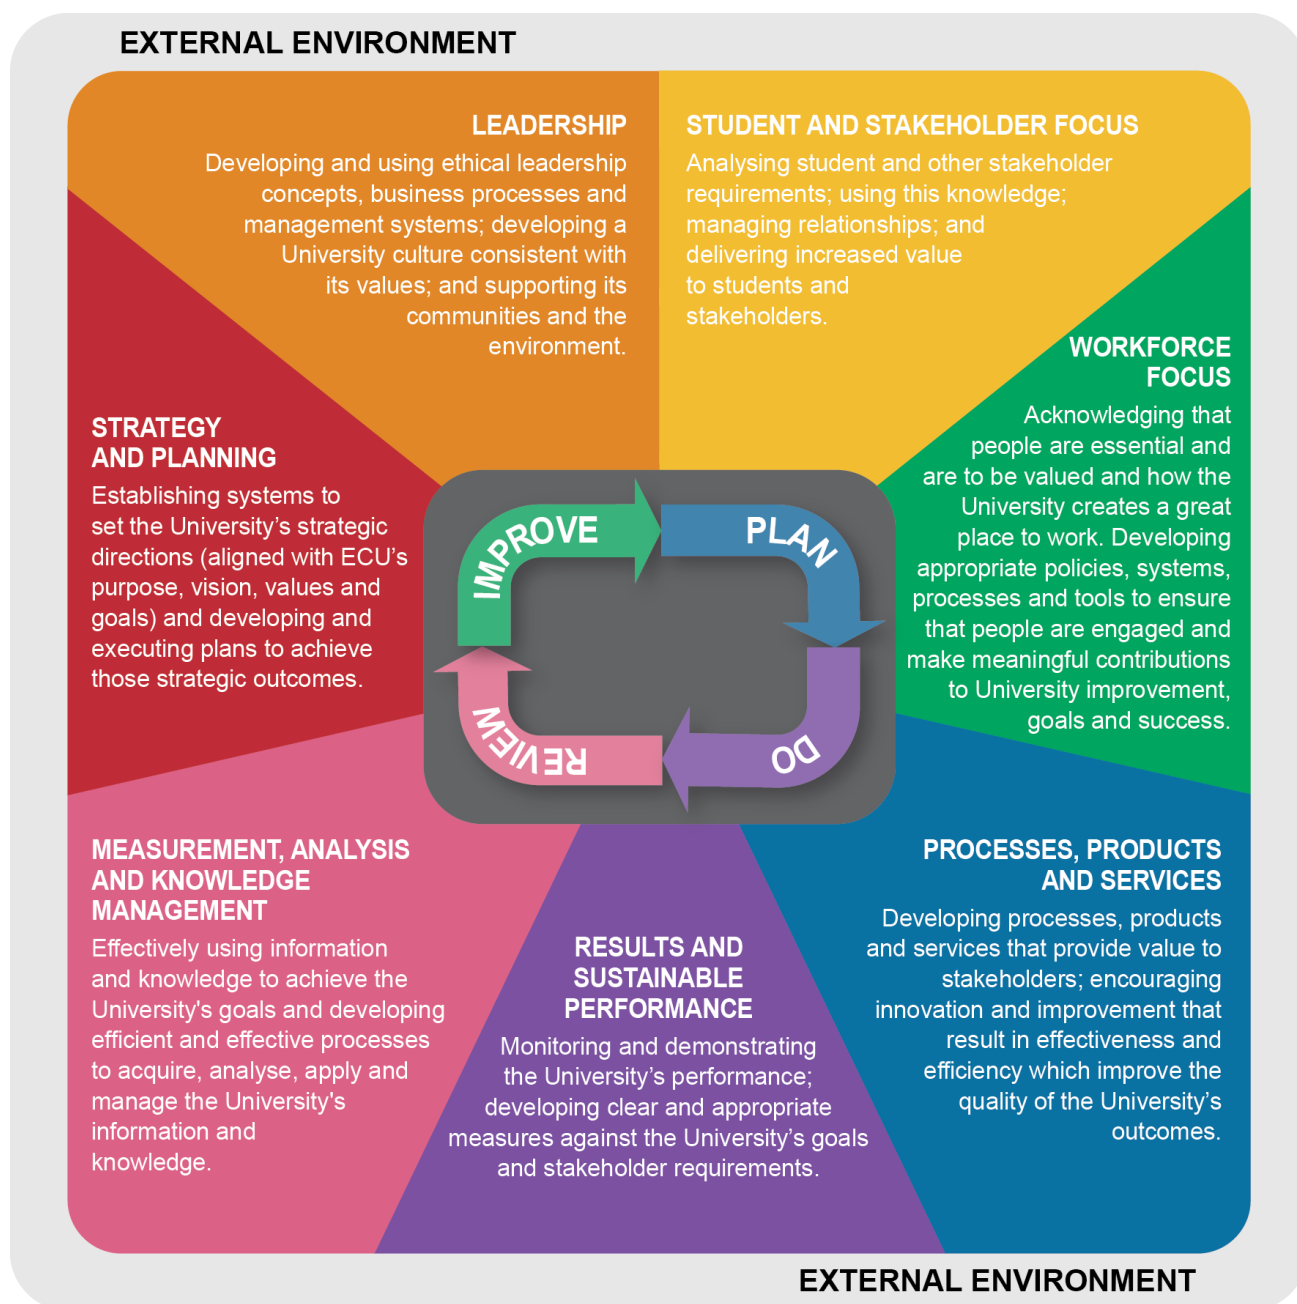 EXTERNAL ENVIRONMENT
LEADERSHIP
Developing and using ethical leadership
concepts, business processes and
management systems; developing a
University culture consistent with
its values; and supporting its
communities and the
environment.
STUDENT AND STAKEHOLDER FOCUS
Analysing student and other stakeholder
requirements; using this knowledge;
managing relationships; and
delivering increased value
to students and
stakeholders.
WORKFORCE
FOCUS
Acknowledging that
people are essential and
are to be valued and how the
University creates a great
place to work. Developing
appropriate policies, systems,
processes and tools to ensure
that people are engaged and
make meaningful contributions
to University improvement,
goals and success.
STRATEGY
AND PLANNING
Establishing systems to
set the University’s strategic
directions (aligned with ECU’s
purpose, vision, values and
goals) and developing and
executing plans to achieve
those strategic outcomes.
IMPROVE
PLAN
DO
REVIEW
MEASUREMENT, ANALYSIS
AND KNOWLEDGE
MANAGEMENT
Effectively using information
and knowledge to achieve the
University's goals and developing
efficient and effective processes
to acquire, analyse, apply and
manage the University's
information and
knowledge.
RESULTS AND
SUSTAINABLE
PERFORMANCE
Monitoring and demonstrating
the University’s performance;
developing clear and appropriate
measures against the University’s goals
and stakeholder requirements.
PROCESSES, PRODUCTS
AND SERVICES
Developing processes, products
and services that provide value to
stakeholders; encouraging
innovation and improvement that
result in effectiveness and
efficiency which improve the
quality of the University’s
outcomes.
EXTERNAL ENVIRONMENT